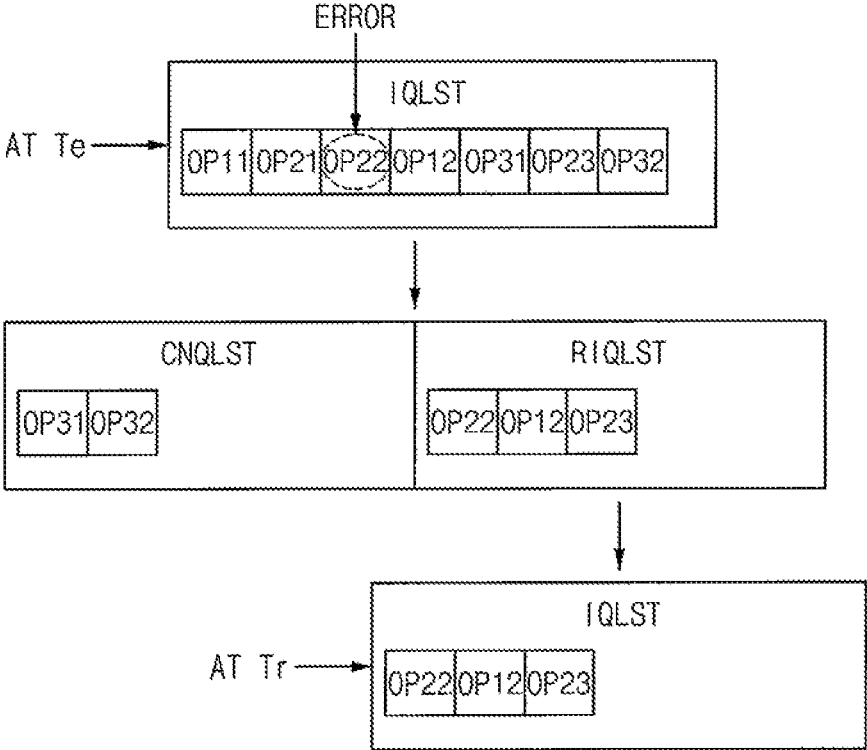 ERROR
IQLST
AT Te
OP11 OP21 OP22 OP12 OP31 OP23 OP32
CNQLST
RIQLST
OP31 OP32
OP22 OP12 OP23
IQLST
AT Tr
OP22 OP12 OP23